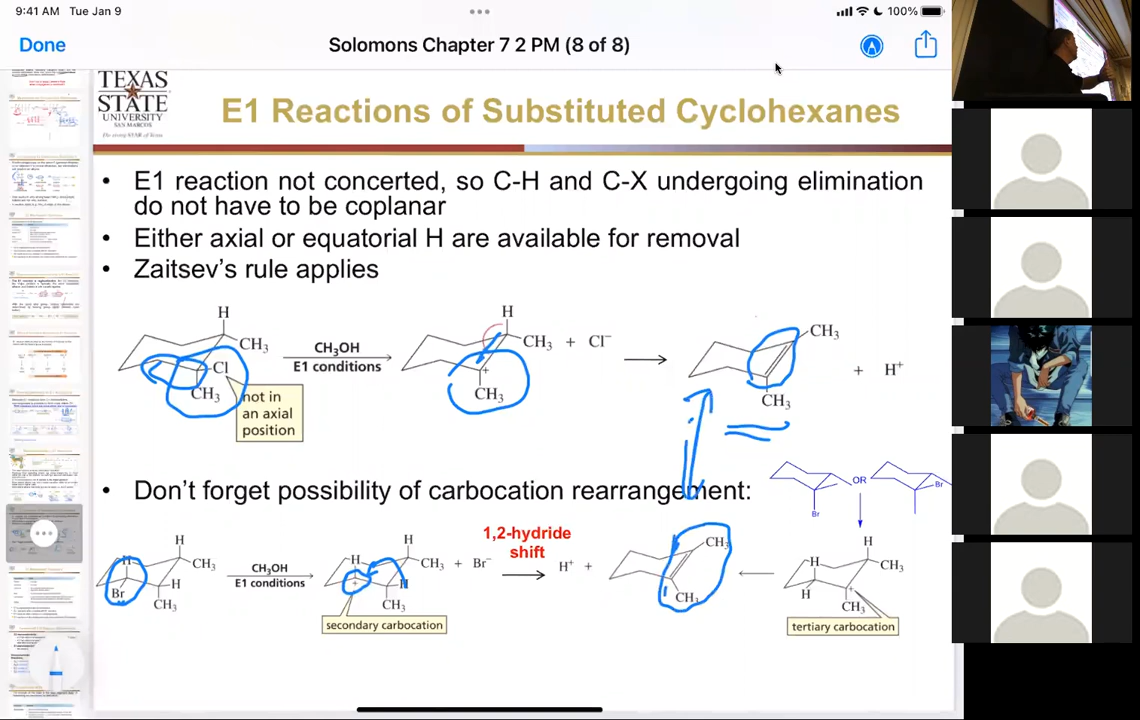 9:41 AM Tue Jan 9
100%
Done
Solomons Chapter 7 2 PM (8 of 8)
TEXAS
STATE
UNIVERSITY
SAN MARCOS
The rising STAR of Texas
E1 Reactions of Substituted Cyclohexanes
• E1 reaction not concerted, so C-H and C-X undergoing elimination
do not have to be coplanar
• Either axial or equatorial H are available for removal
• Zaitsev's rule applies
H
CH₃
Cl
CH₃
not in
an axial
position
CH₃OH
E1 conditions
H
CH₃ + Cl⁻
+
CH₃
CH₃
CH₃
+ H⁺
• Don't forget possibility of carbocation rearrangement:
OR
Br
Br
H
H
CH₃
Br
H
CH₃
CH₃OH
E1 conditions
H
H
CH₃ + Br⁻
+
H
CH₃
secondary carbocation
1,2-hydride
shift
H⁺ +
CH₃
CH₃
H
H
CH₃
H
+
CH₃
tertiary carbocation